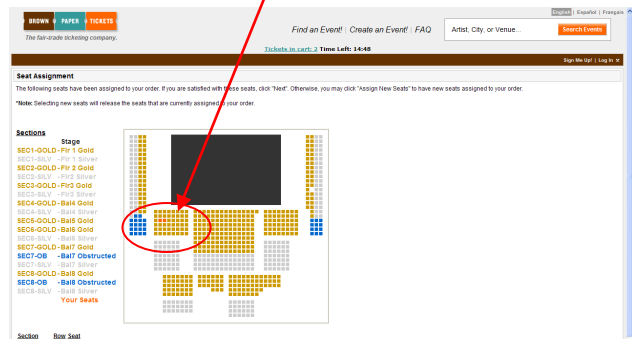 English | Español | Français
BROWN PAPER TICKETS
The fair-trade ticketing company.
Find an Event! | Create an Event! | FAQ
Artist, City, or Venue...
Search Events
Tickets in cart: 2 Time Left: 14:48
Sign Me Up! | Log In
Seat Assignment
The following seats have been assigned to your order. If you are satisfied with these seats, click "Next". Otherwise, you may click "Assign New Seats" to have new seats assigned to your order.
*Note: Selecting new seats will release the seats that are currently assigned to your order.
Sections
Stage
SEC1-GOLD-Flr 1 Gold
SEC1-SILV -Flr 1 Silver
SEC2-GOLD-Flr 2 Gold
SEC2-SILV -Flr2 Silver
SEC3-GOLD-Flr3 Gold
SEC3-SILV -Flr3 Silver
SEC4-GOLD-Bal4 Gold
SEC4-SILV -Bal4 Silver
SEC5-GOLD-Bal5 Gold
SEC6-GOLD-Bal6 Gold
SEC6-SILV -Bal6 Silver
SEC7-GOLD-Bal7 Gold
SEC7-OB -Bal7 Obstructed
SEC7-SILV -Bal7 Silver
SEC8-GOLD-Bal8 Gold
SEC8-OB -Bal8 Obstructed
SEC8-SILV -Bal8 Silver
Your Seats
Section Row Seat